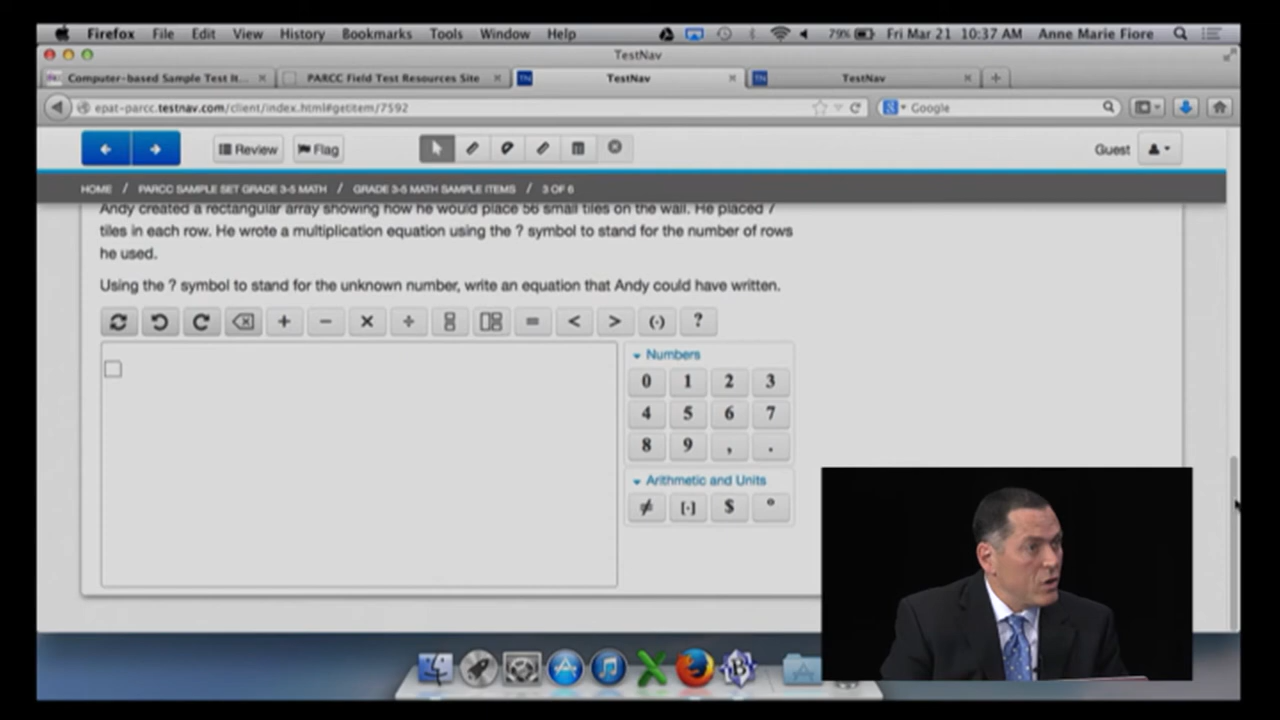 Firefox File Edit View History Bookmarks Tools Window Help 79% Fri Mar 21 10:37 AM Anne Marie Fiore
TestNav
Computer-based Sample Test It... PARCC Field Test Resources Site TestNav TestNav
epat-parcc.testnav.com/client/index.html#getitem/7592 Google
Review Flag Guest
HOME / PARCC SAMPLE SET GRADE 3-5 MATH / GRADE 3-5 MATH SAMPLE ITEMS / 3 OF 6
Andy created a rectangular array showing how he would place 56 small tiles on the wall. He placed 7
tiles in each row. He wrote a multiplication equation using the ? symbol to stand for the number of rows
he used.
Using the ? symbol to stand for the unknown number, write an equation that Andy could have written.
+ − × ÷ = < > (·) ?
Numbers
0 1 2 3
4 5 6 7
8 9 , .
Arithmetic and Units
≠ [·] $ °